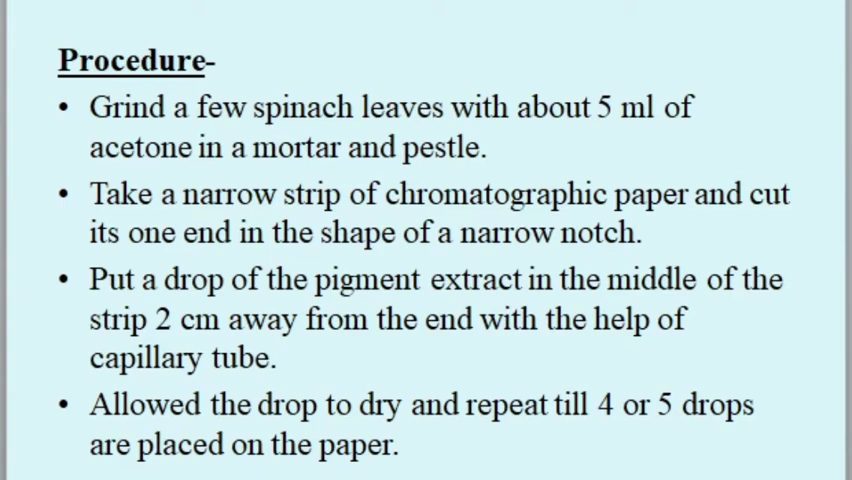 Procedure-
• Grind a few spinach leaves with about 5 ml of
acetone in a mortar and pestle.
• Take a narrow strip of chromatographic paper and cut
its one end in the shape of a narrow notch.
• Put a drop of the pigment extract in the middle of the
strip 2 cm away from the end with the help of
capillary tube.
• Allowed the drop to dry and repeat till 4 or 5 drops
are placed on the paper.